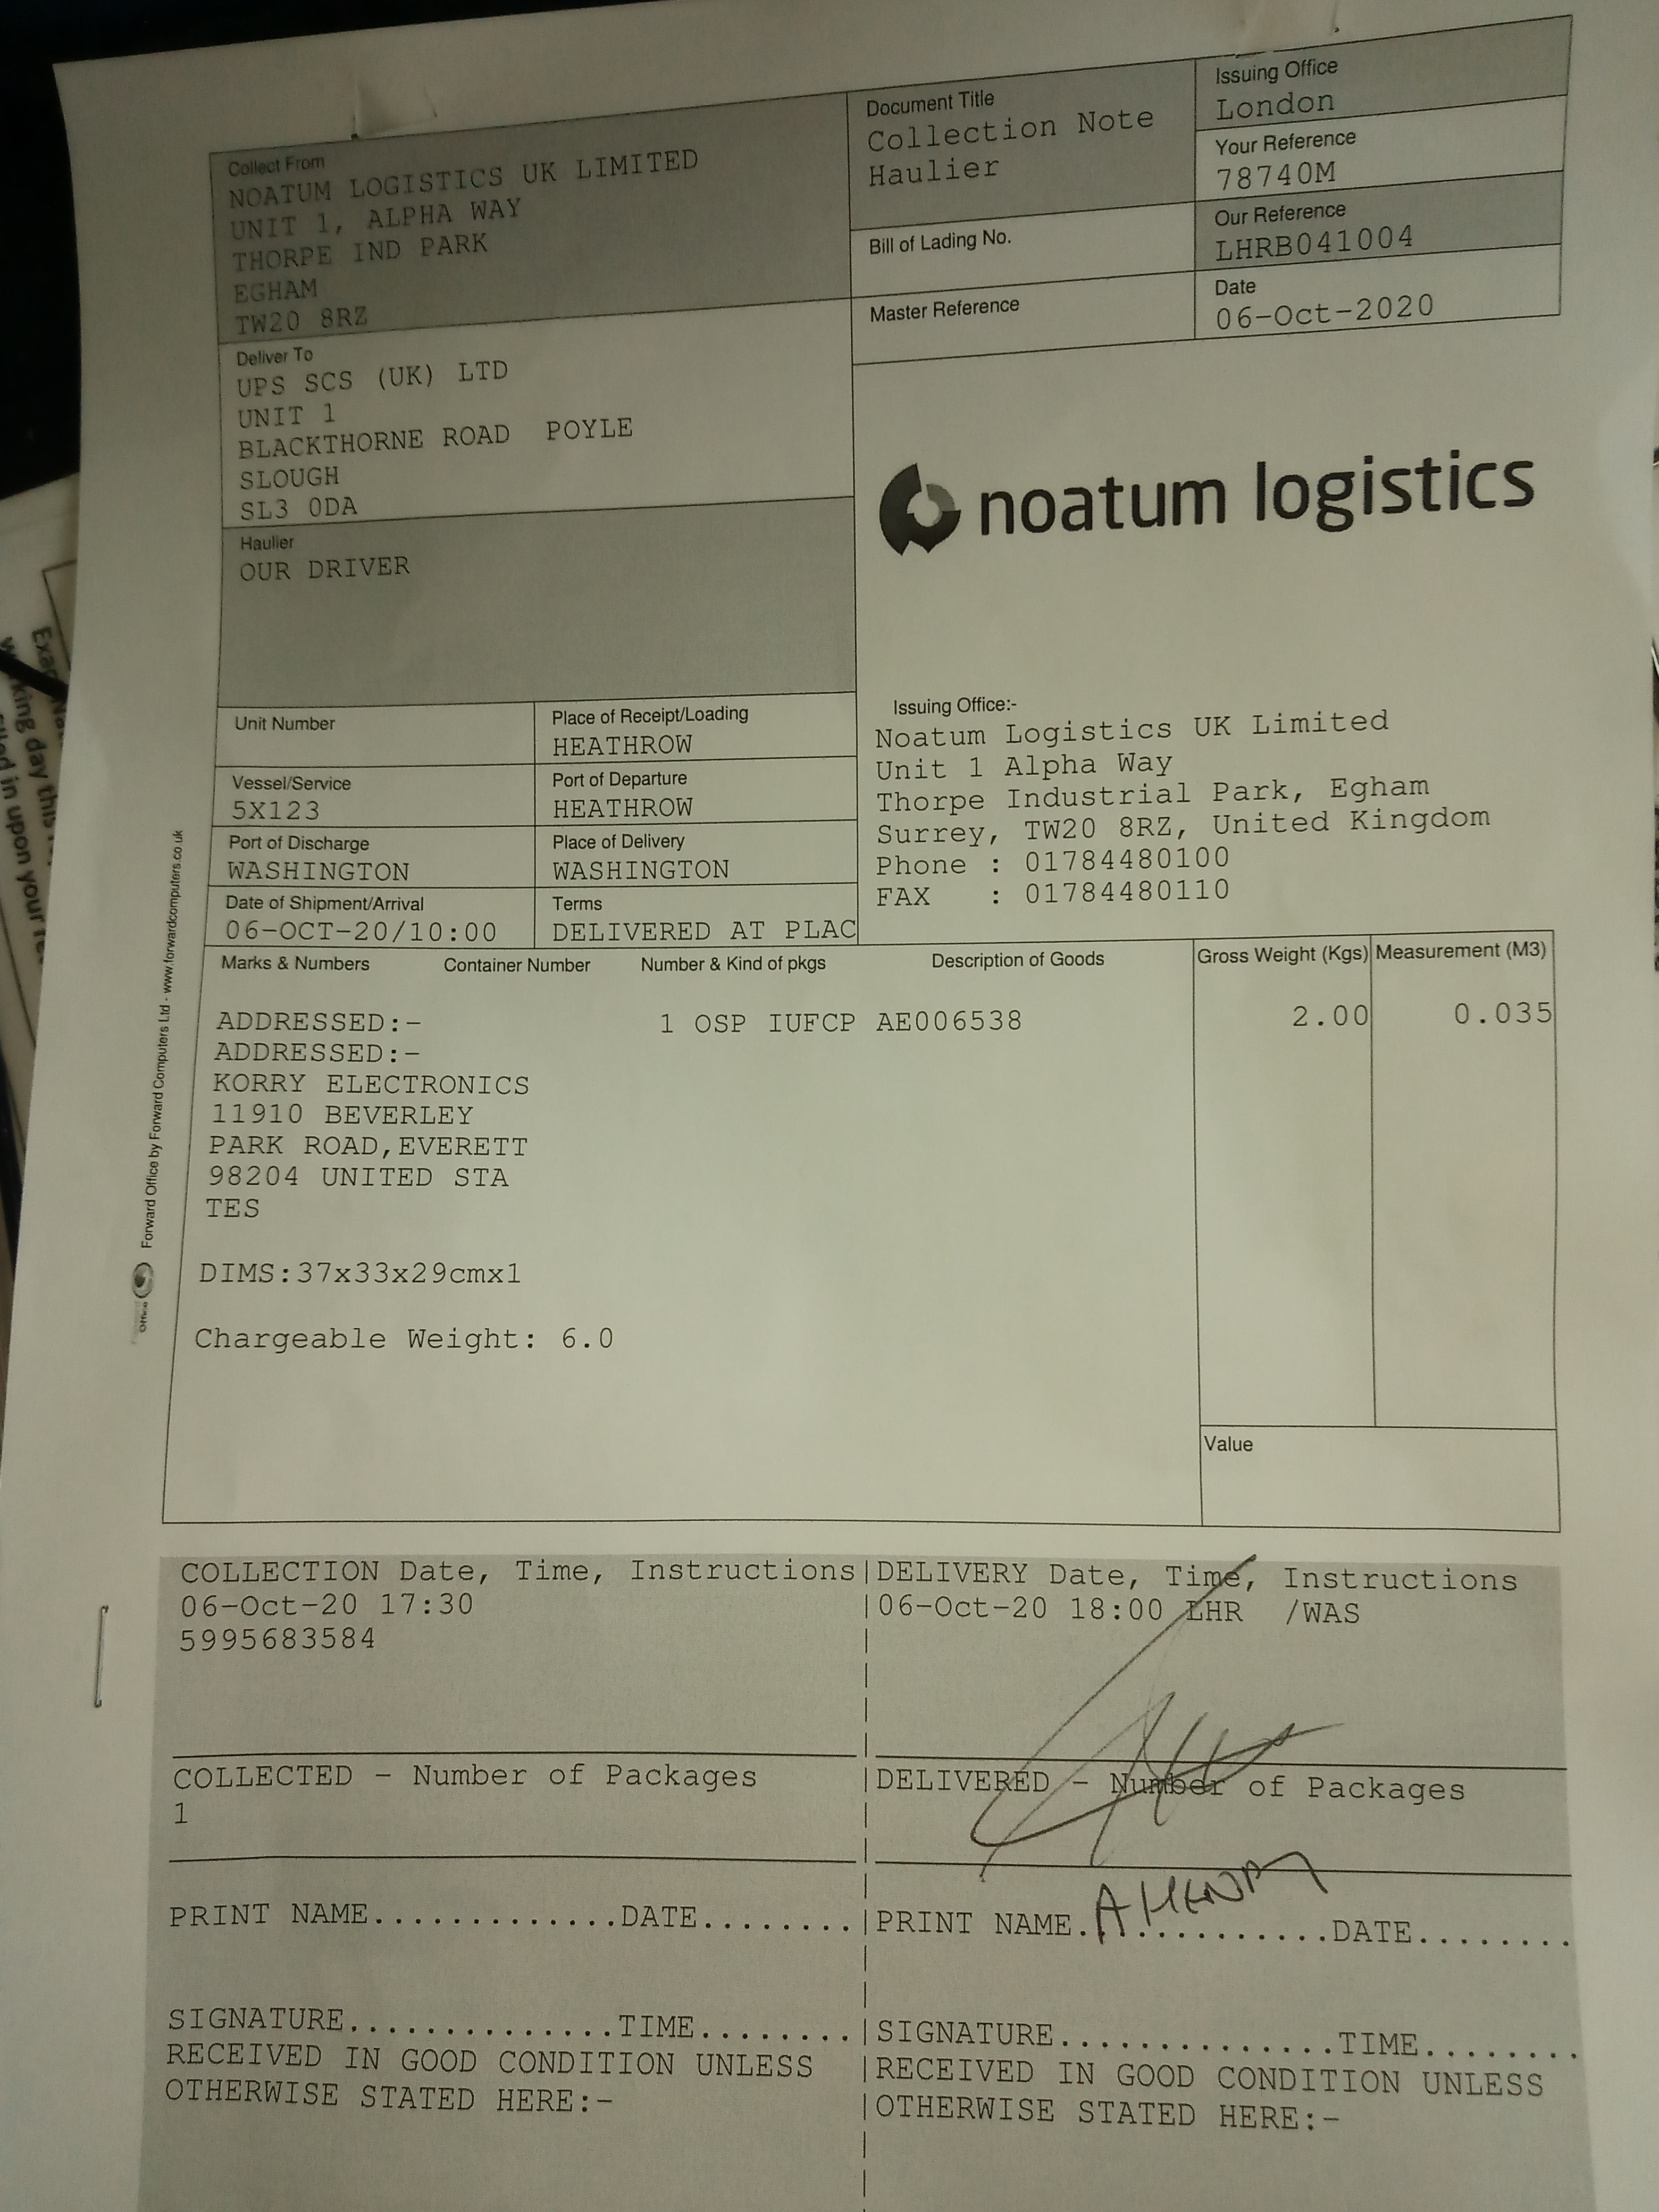 Collect From
NOATUM LOGISTICS UK LIMITED
UNIT 1, ALPHA WAY
THORPE IND PARK
EGHAM
TW20 8RZ
Document Title
Collection Note
Haulier
Issuing Office
London
Your Reference
78740M
Bill of Lading No.
Our Reference
LHRB041004
Master Reference
Date
06-Oct-2020
Deliver To
UPS SCS (UK) LTD
UNIT 1
BLACKTHORNE ROAD POYLE
SLOUGH
SL3 0DA
noatum logistics
Haulier
OUR DRIVER
Unit Number
Place of Receipt/Loading
HEATHROW
Vessel/Service
5X123
Port of Departure
HEATHROW
Port of Discharge
WASHINGTON
Place of Delivery
WASHINGTON
Date of Shipment/Arrival
06-OCT-20/10:00
Terms
DELIVERED AT PLAC
Issuing Office:-
Noatum Logistics UK Limited
Unit 1 Alpha Way
Thorpe Industrial Park, Egham
Surrey, TW20 8RZ, United Kingdom
Phone : 01784480100
FAX : 01784480110
Marks & Numbers Container Number Number & Kind of pkgs Description of Goods Gross Weight (Kgs) Measurement (M3)
ADDRESSED:- 1 OSP IUFCP AE006538 2.00 0.035
ADDRESSED:-
KORRY ELECTRONICS
11910 BEVERLEY
PARK ROAD,EVERETT
98204 UNITED STA
TES
DIMS:37x33x29cmx1
Chargeable Weight: 6.0
Value
Forward Office by Forward Computers Ltd - www.forwardcomputers.co.uk
Office
COLLECTION Date, Time, Instructions
06-Oct-20 17:30
5995683584
DELIVERY Date, Time, Instructions
06-Oct-20 18:00 LHR /WAS
COLLECTED - Number of Packages
1
DELIVERED - Number of Packages
PRINT NAME.............DATE........
PRINT NAME. A HENRY ..........DATE........
SIGNATURE..............TIME........
RECEIVED IN GOOD CONDITION UNLESS
OTHERWISE STATED HERE:-
SIGNATURE..............TIME........
RECEIVED IN GOOD CONDITION UNLESS
OTHERWISE STATED HERE:-
king day this
in upon your